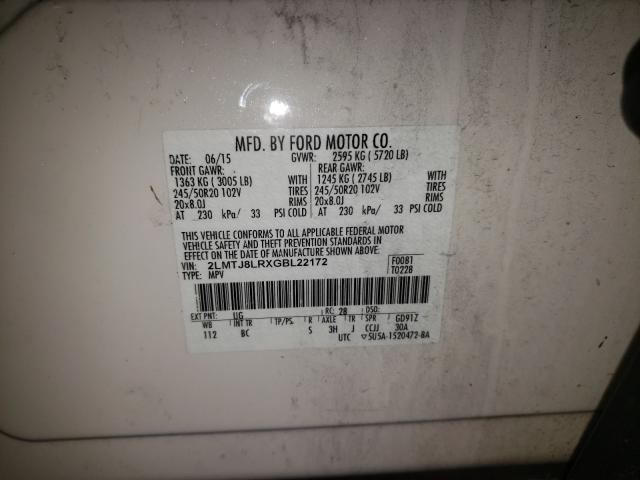 MFD. BY FORD MOTOR CO.
DATE: 06/15 GVWR: 2595 KG ( 5720 LB)
FRONT GAWR: REAR GAWR:
1363 KG ( 3005 LB) WITH 1245 KG ( 2745 LB) WITH
245/50R20 102V TIRES 245/50R20 102V TIRES
20x8.0J RIMS 20x8.0J RIMS
AT 230 kPa/ 33 PSI COLD AT 230 kPa/ 33 PSI COLD
THIS VEHICLE CONFORMS TO ALL APPLICABLE FEDERAL MOTOR
VEHICLE SAFETY AND THEFT PREVENTION STANDARDS IN
EFFECT ON THE DATE OF MANUFACTURE SHOWN ABOVE.
VIN: 2LMTJ8LRXGBL22172 F0081
TYPE: MPV T0228
EXT PNT: UG RC: 28 DSO:
WB INT TR TP/PS R AXLE TR SPR GD91Z
112 BC S 3H J CCJJ 30A
UTC ▽5U5A-1520472-BA